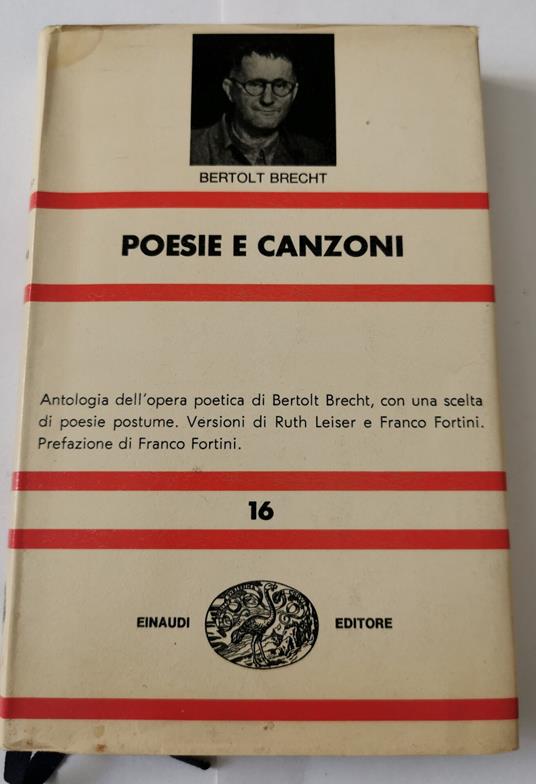 BERTOLT BRECHT
POESIE E CANZONI
Antologia dell'opera poetica di Bertolt Brecht, con una scelta
di poesie postume. Versioni di Ruth Leiser e Franco Fortini.
Prefazione di Franco Fortini.
16
EINAUDI EDITORE